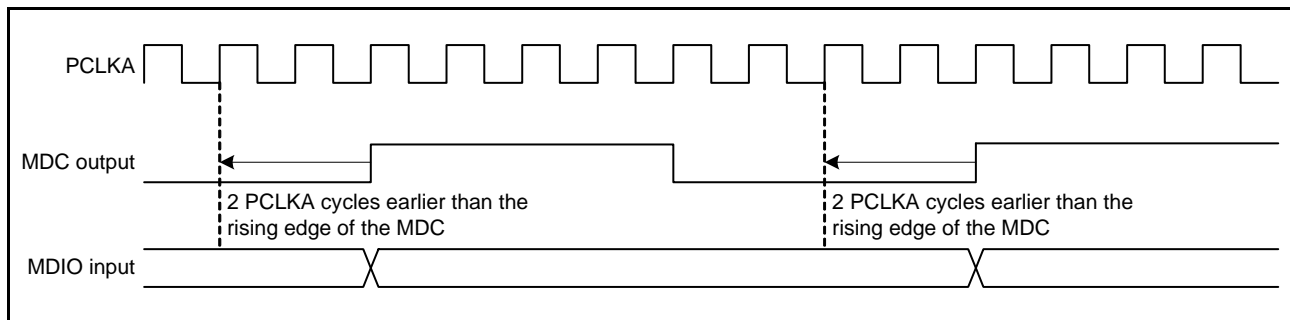 PCLKA
MDC output
2 PCLKA cycles earlier than the
rising edge of the MDC
2 PCLKA cycles earlier than the
rising edge of the MDC
MDIO input